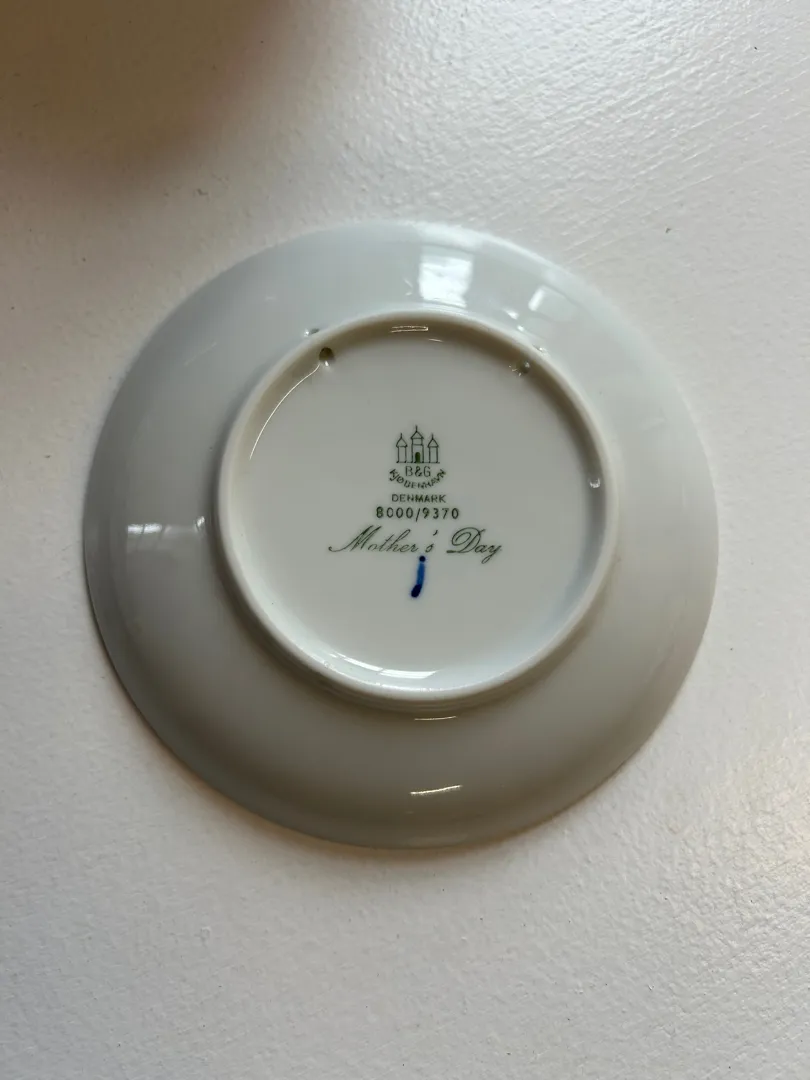 B&G
KJØBENHAVN
DENMARK
8000/9370
Mother's Day
j